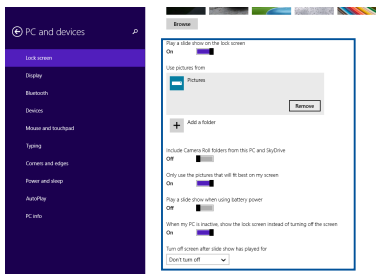 PC and devices
Lock screen
Display
Bluetooth
Devices
Mouse and touchpad
Typing
Corners and edges
Power and sleep
AutoPlay
PC info
Browse
Play a slide show on the lock screen
On
Use pictures from
Pictures
Remove
Add a folder
Include Camera Roll folders from this PC and SkyDrive
Off
Only use the pictures that will fit best on my screen
On
Play a slide show when using battery power
Off
When my PC is inactive, show the lock screen instead of turning off the screen
On
Turn off screen after slide show has played for
Don't turn off